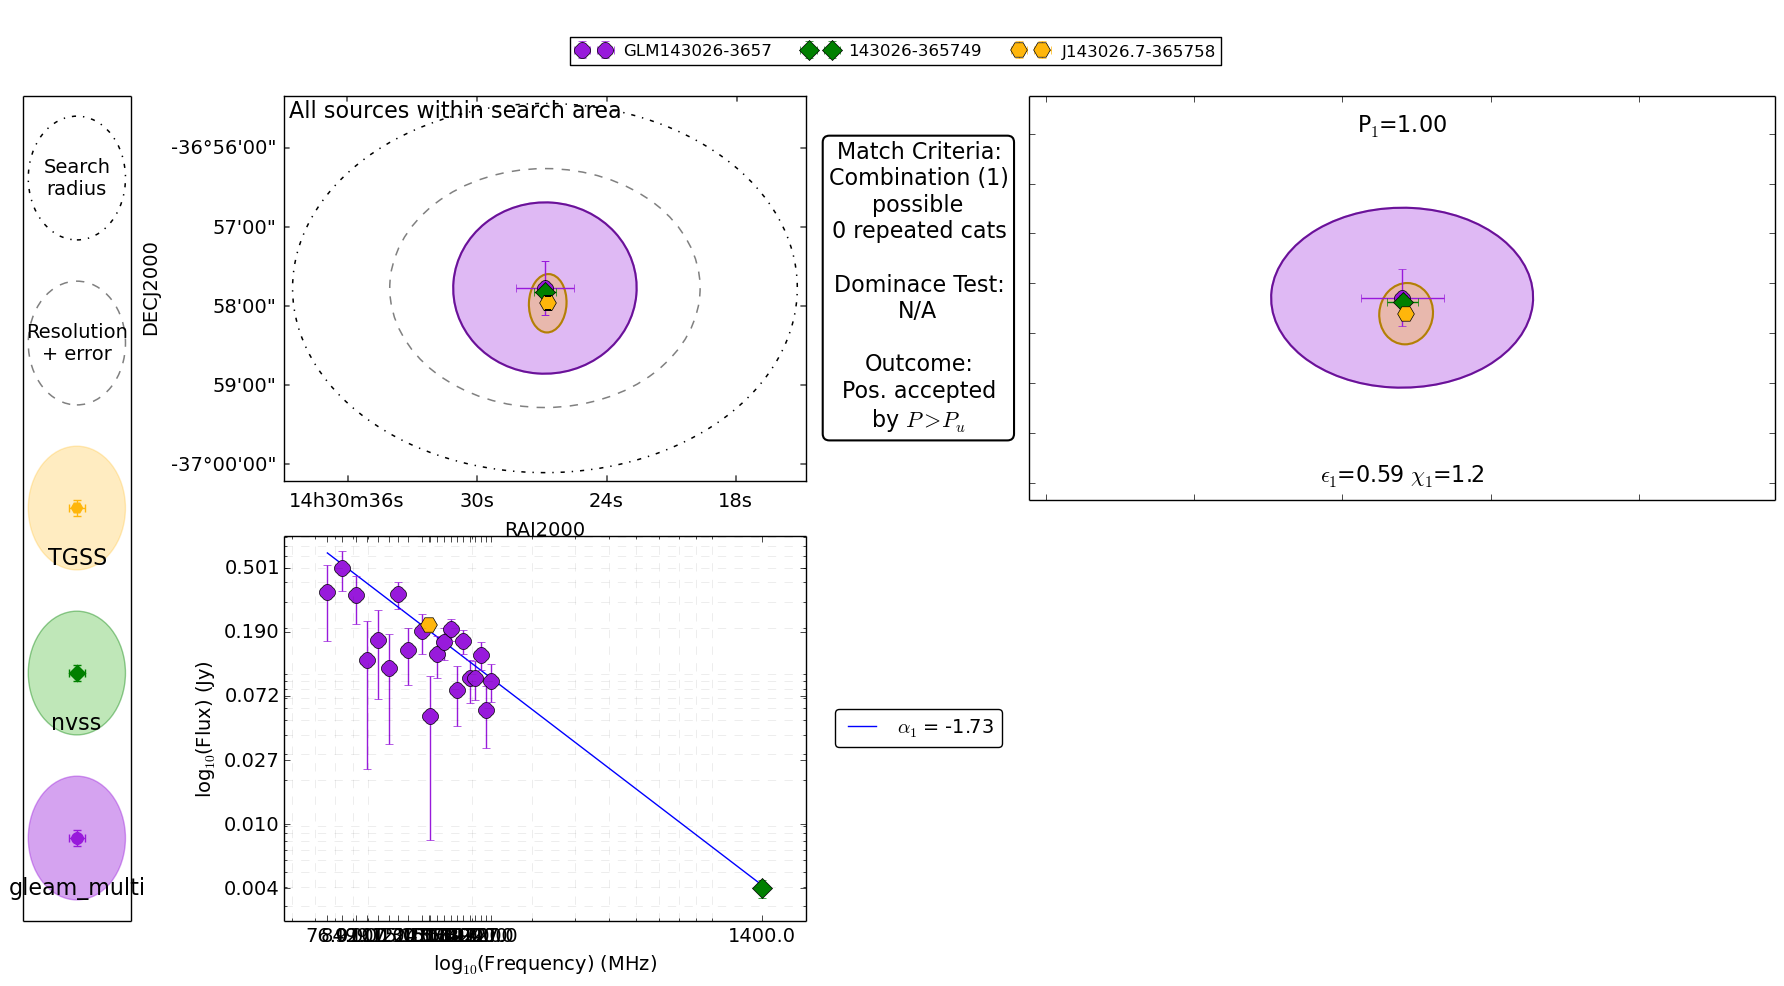 GLM143026-3657 143026-365749 J143026.7-365758
Search
radius
Resolution
+ error
TGSS
nvss
gleam_multi
All sources within search area
DECJ2000
-36°56'00"
57'00"
58'00"
59'00"
-37°00'00"
14h30m36s 30s 24s 18s
RAJ2000
Match Criteria:
Combination (1)
possible
0 repeated cats
Dominace Test:
N/A
Outcome:
Pos. accepted
by P>Pu
P1=1.00
ϵ1=0.59 χ1=1.2
log10(Flux) (Jy)
0.501
0.190
0.072
0.027
0.010
0.004
1400.0
log10(Frequency) (MHz)
α1 = -1.73